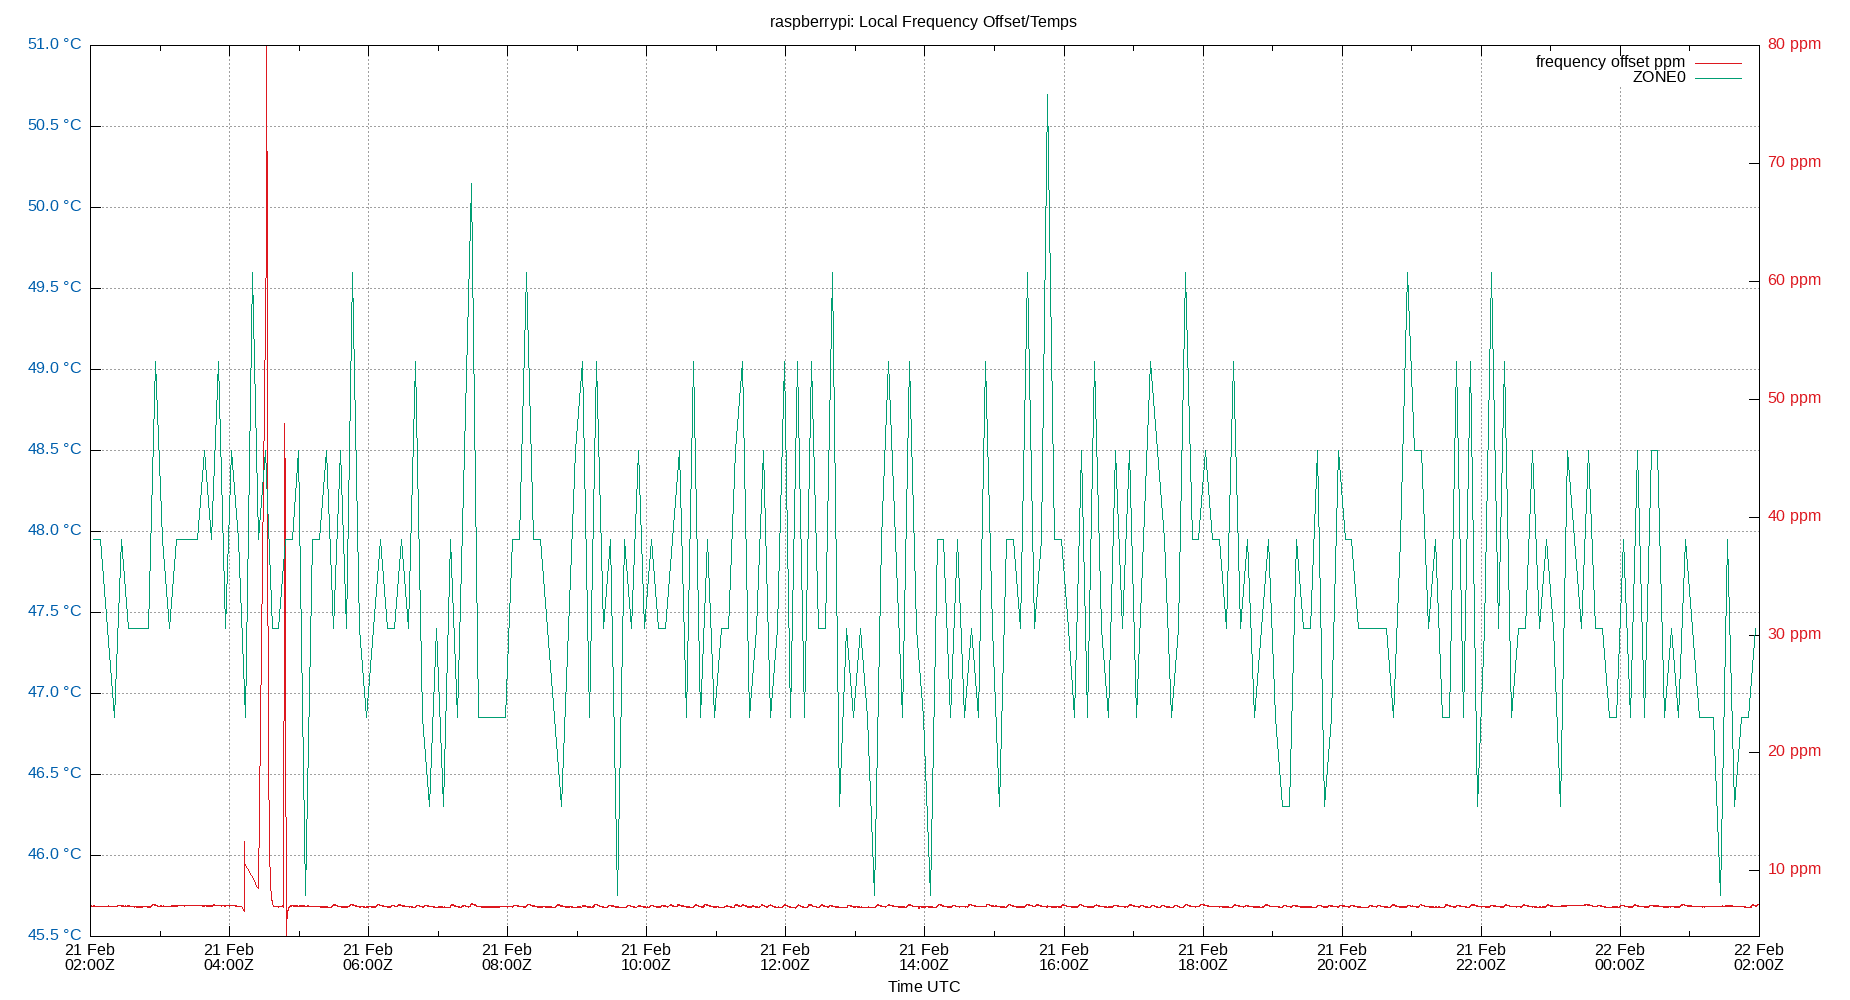 raspberrypi: Local Frequency Offset/Temps
51.0 °C
50.5 °C
50.0 °C
49.5 °C
49.0 °C
48.5 °C
48.0 °C
47.5 °C
47.0 °C
46.5 °C
46.0 °C
45.5 °C
80 ppm
70 ppm
60 ppm
50 ppm
40 ppm
30 ppm
20 ppm
10 ppm
frequency offset ppm
ZONE0
21 Feb 21 Feb 21 Feb 21 Feb 21 Feb 21 Feb 21 Feb 21 Feb 21 Feb 21 Feb 21 Feb 22 Feb 22 Feb
02:00Z 04:00Z 06:00Z 08:00Z 10:00Z 12:00Z 14:00Z 16:00Z 18:00Z 20:00Z 22:00Z 00:00Z 02:00Z
Time UTC